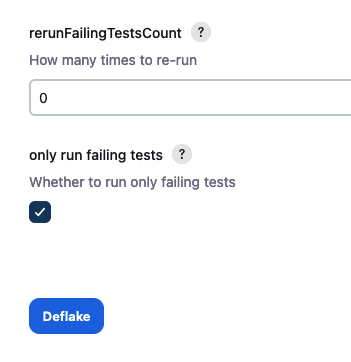 rerunFailingTestsCount ?
How many times to re-run
0
only run failing tests ?
Whether to run only failing tests
Deflake